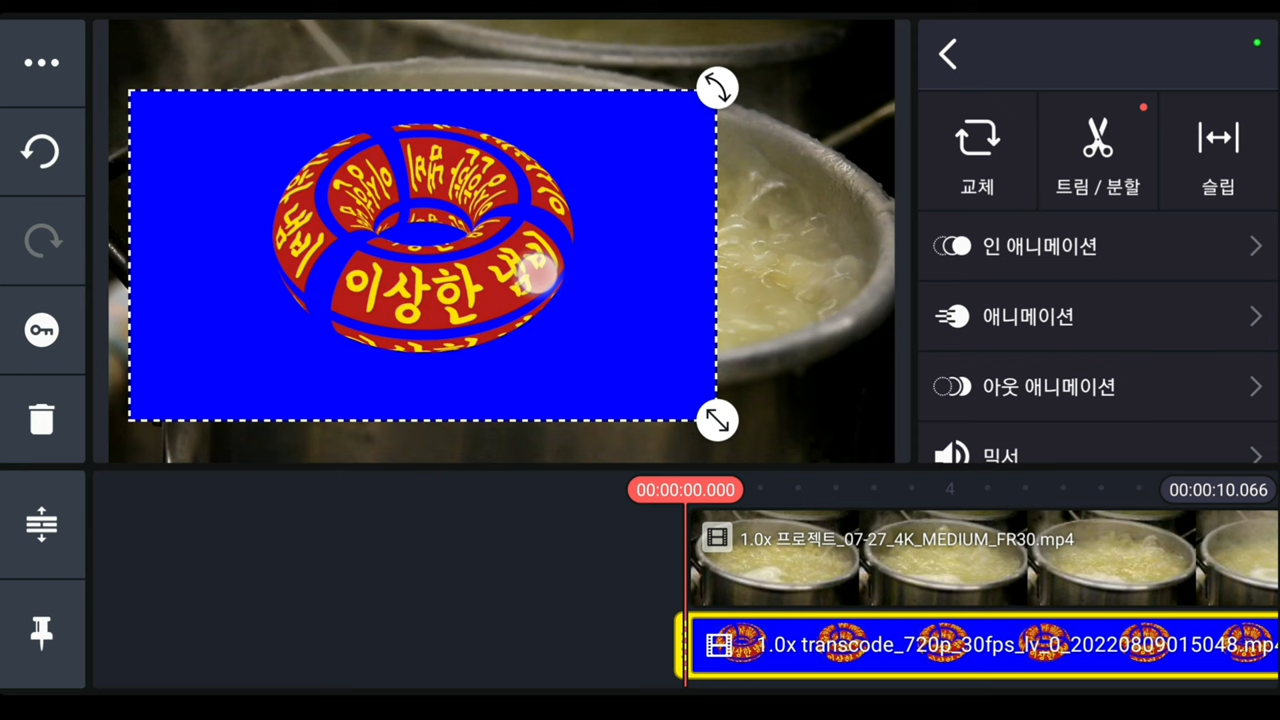 이상한 냄비
교체
트림 / 분할
슬립
인 애니메이션
애니메이션
아웃 애니메이션
믹서
00:00:00.000
4
00:00:10.066
1.0x 프로젝트_07-27_4K_MEDIUM_FR30.mp4
1.0x transcode_720p_30fps_lv_0_20220809015048.mp4